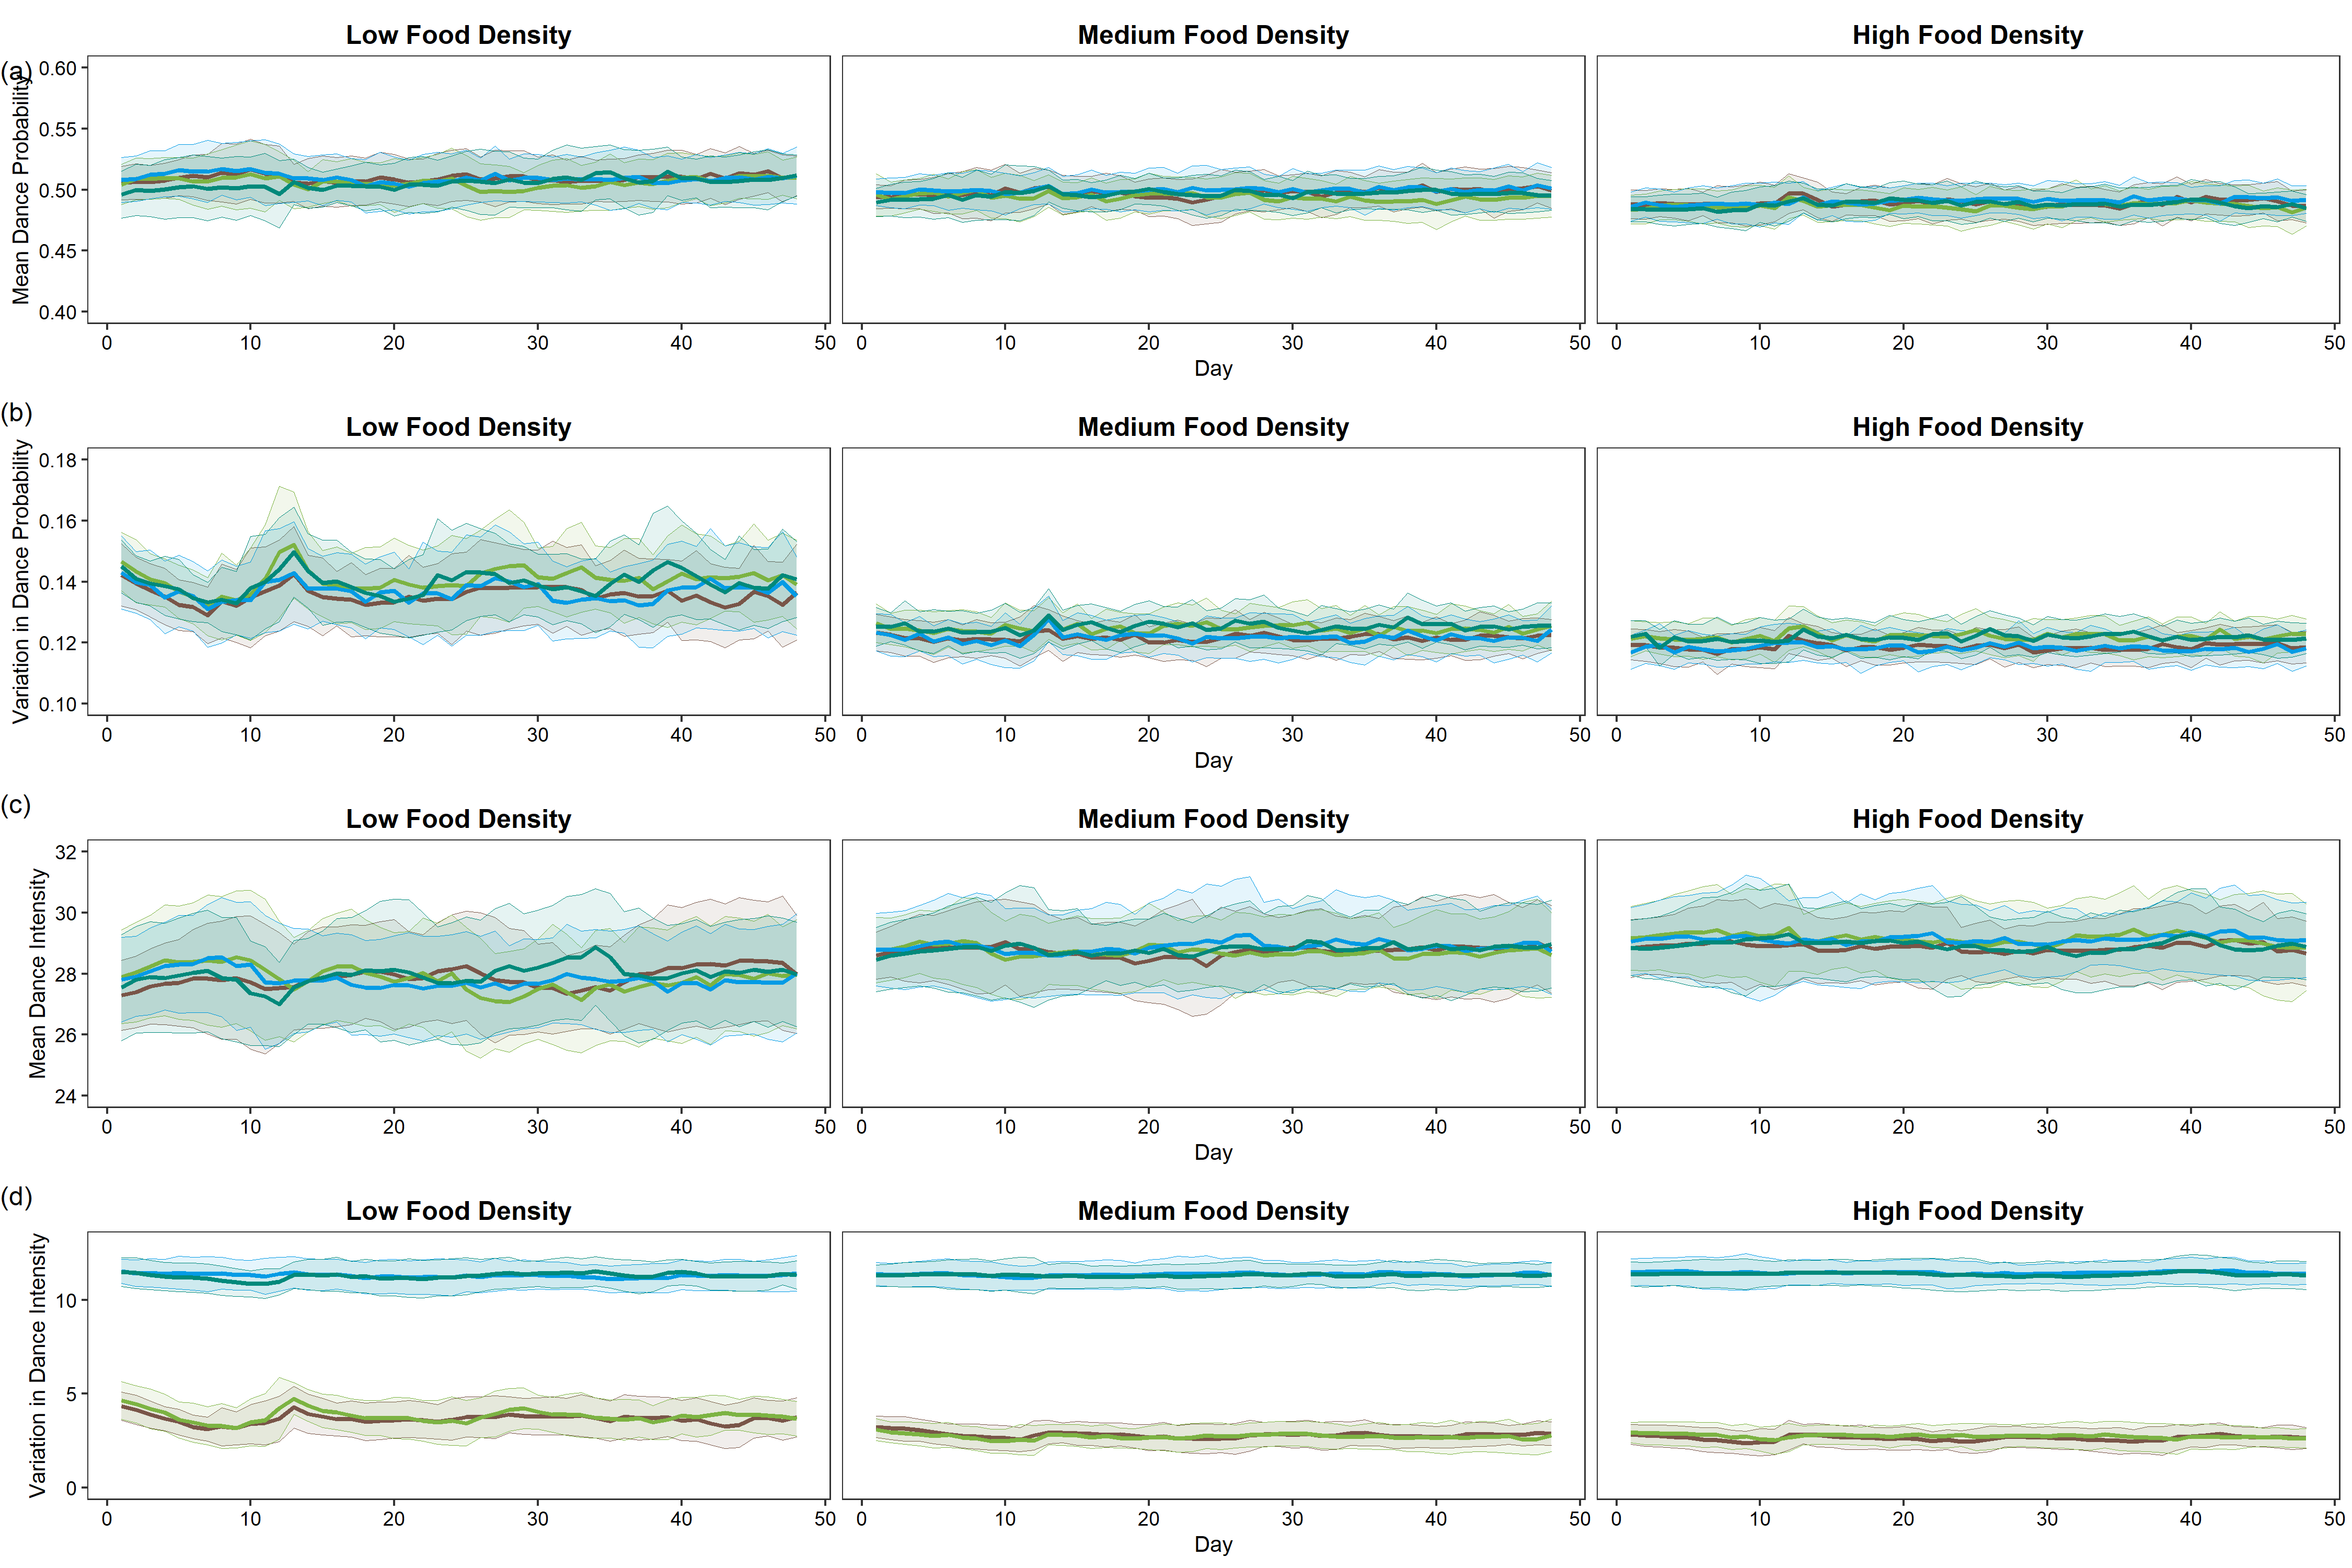 Low Food Density Medium Food Density High Food Density
(a)
Mean Dance Probability
0.60
0.55
0.50
0.45
0.40
0 10 20 30 40 50 0 10 20 30 40 50 0 10 20 30 40 50
Day
(b)
Low Food Density Medium Food Density High Food Density
Variation in Dance Probability
0.18
0.16
0.14
0.12
0.10
0 10 20 30 40 50 0 10 20 30 40 50 0 10 20 30 40 50
Day
(c)
Low Food Density Medium Food Density High Food Density
Mean Dance Intensity
32
30
28
26
24
0 10 20 30 40 50 0 10 20 30 40 50 0 10 20 30 40 50
Day
(d)
Low Food Density Medium Food Density High Food Density
Variation in Dance Intensity
10
5
0
0 10 20 30 40 50 0 10 20 30 40 50 0 10 20 30 40 50
Day